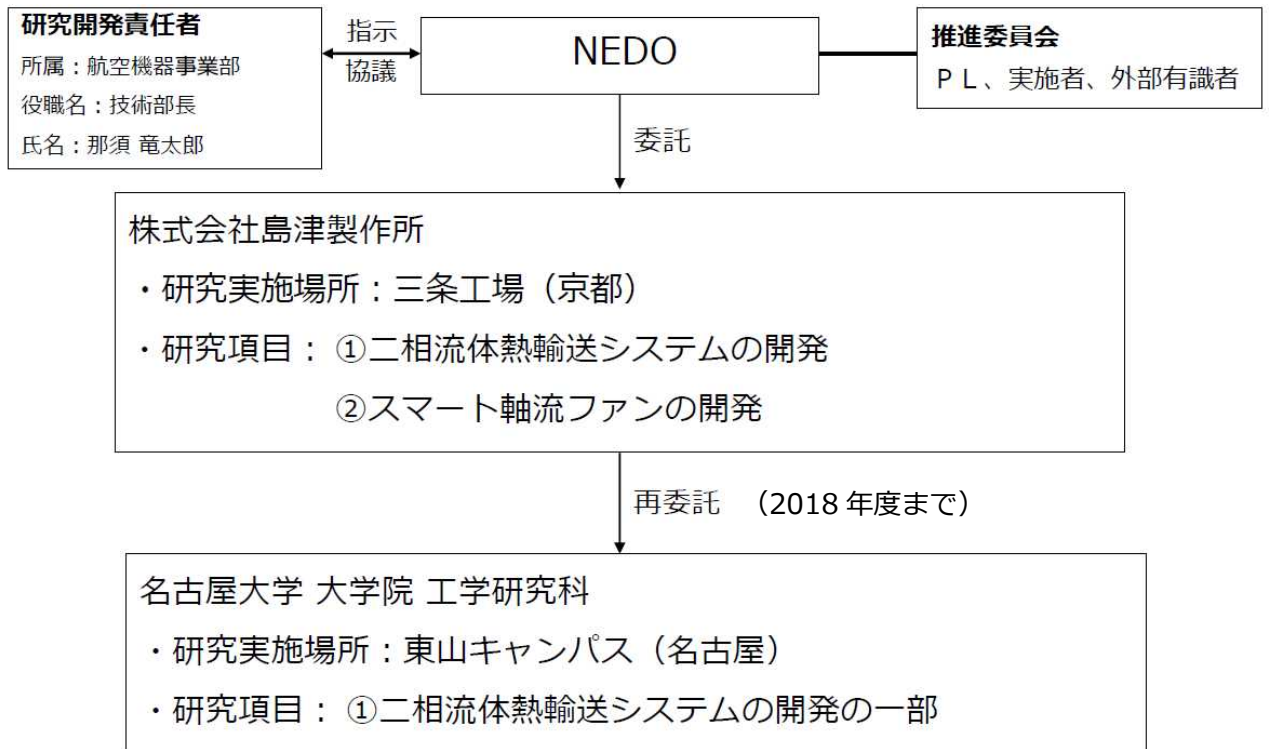 研究開発責任者
所属：航空機器事業部
役職名：技術部長
氏名：那須 竜太郎
指示
協議
NEDO
推進委員会
ＰＬ、実施者、外部有識者
委託
株式会社島津製作所
・研究実施場所：三条工場（京都）
・研究項目： ①二相流体熱輸送システムの開発
②スマート軸流ファンの開発
再委託 （2018 年度まで）
名古屋大学 大学院 工学研究科
・研究実施場所：東山キャンパス（名古屋）
・研究項目： ①二相流体熱輸送システムの開発の一部